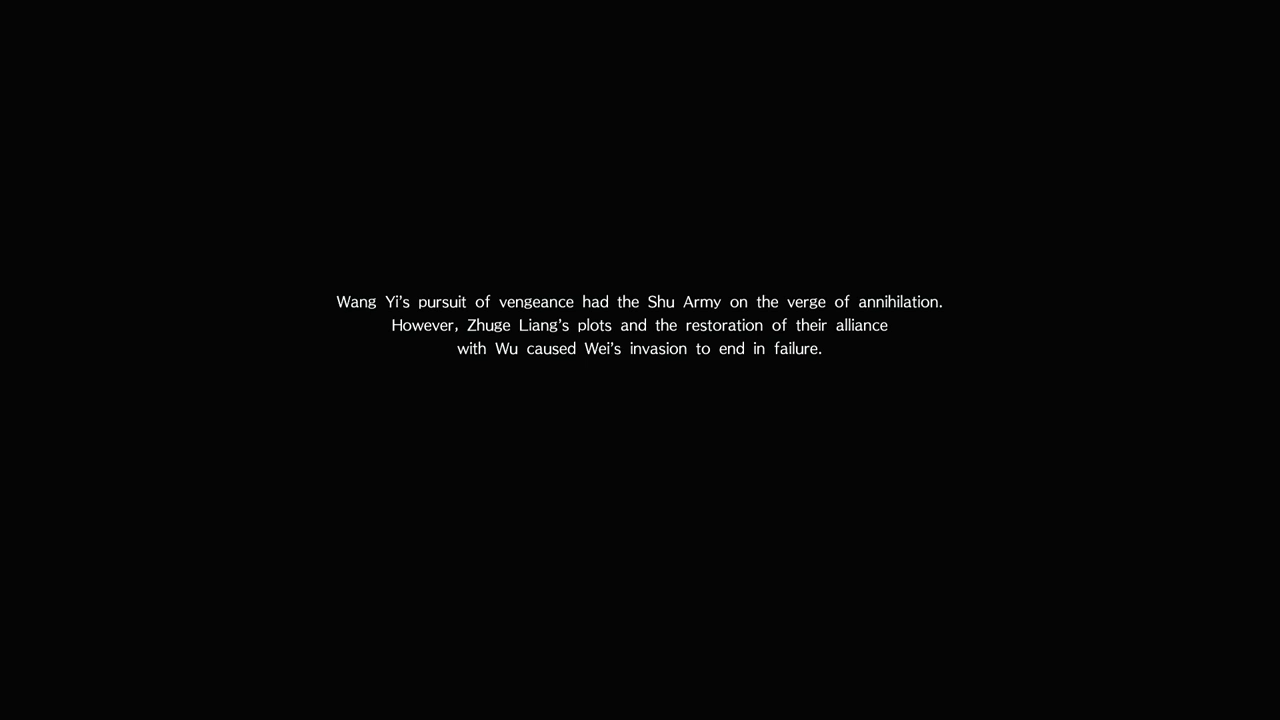 Wang Yi’s pursuit of vengeance had the Shu Army on the verge of annihilation.
However, Zhuge Liang’s plots and the restoration of their alliance
with Wu caused Wei’s invasion to end in failure.